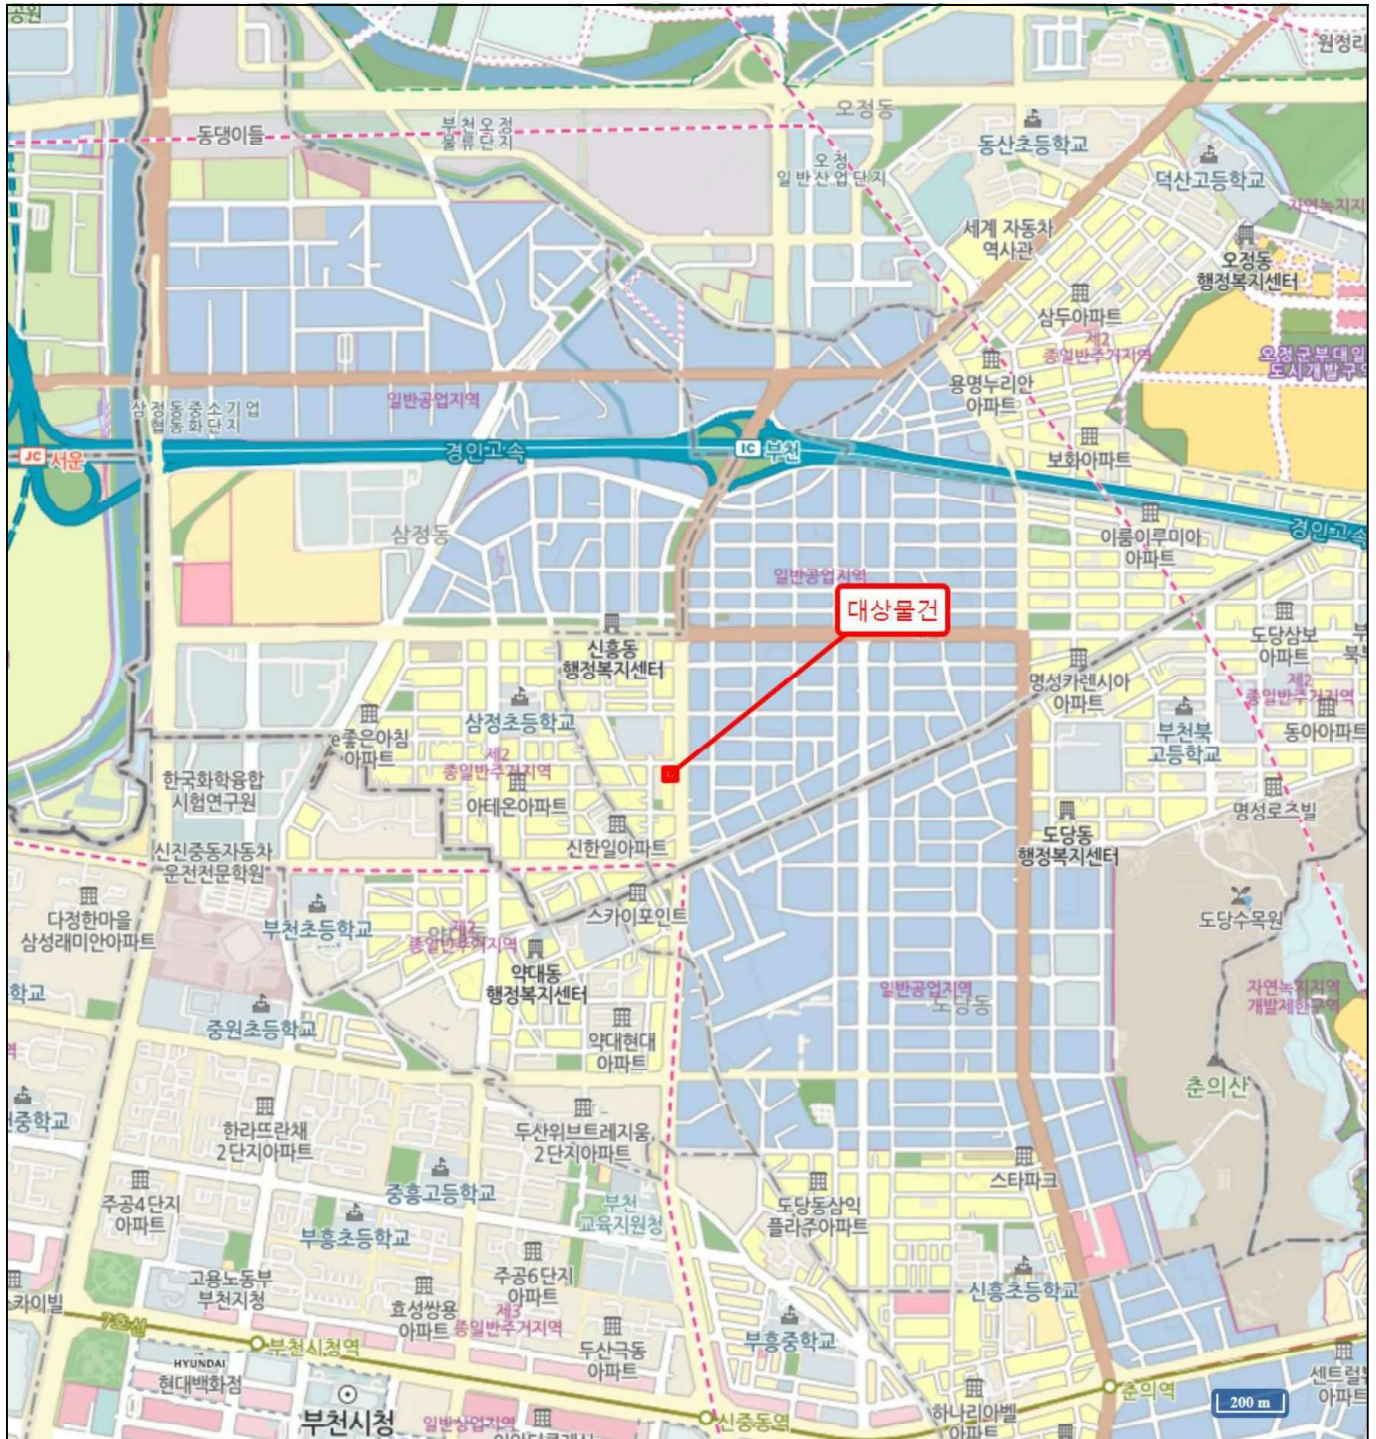 공원
원정리
오정동
동댕이들
부천오정
물류단지
동산초등학교
오정
일반산업단지
덕산고등학교
자연녹지지
세계 자동차
역사관
오정동
행정복지센터
삼두아파트
제2
종일반주거지역
오정군부대일
도시개발구역
용명누리안
아파트
일반공업지역
삼정동중소기업
협동화단지
JC 서운
경인고속
IC 부천
보화아파트
삼정동
이룸이루미아
아파트
경인고속
일반공업지역
대상물건
신흥동
행정복지센터
도당삼보
아파트
명성카렌시아
아파트
제2
종일반주거지역
삼정초등학교
e좋은아침
아파트
부천북
고등학교
동아아파트
제2
종일반주거지역
한국화학융합
시험연구원
아테온아파트
명성로즈빌
신한일아파트
도당동
행정복지센터
신진중동자동차
운전전문학원
다정한마을
삼성래미안아파트
부천초등학교
스카이포인트
도당수목원
제2
종일반주거지역
약대동
약대동
행정복지센터
학교
일반공업지역
도당동
자연녹지지역
개발제한구역
중원초등학교
약대현대
아파트
춘의산
천중학교
한라뜨란채
2단지아파트
두산위브트레지움
2단지아파트
스타파크
주공4단지
아파트
중흥고등학교
부천
교육지원청
도당동삼익
플라주아파트
부흥초등학교
고용노동부
부천지청
주공6단지
아파트
신흥초등학교
스카이빌
효성쌍용
아파트
제3
종일반주거지역
7호선
부천시청역
두산극동
아파트
부흥중학교
HYUNDAI
현대백화점
춘의역
센트럴
아파트
200 m
부천시청
일반상업지역
신중동역
하나리아벨
아파트